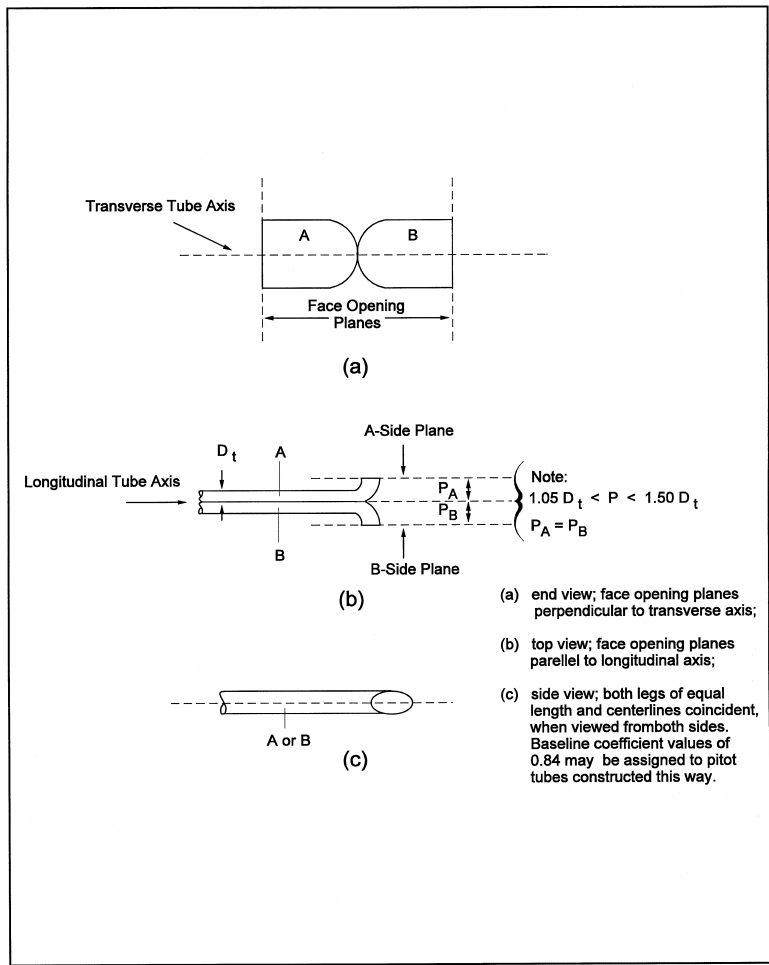 Transverse Tube Axis
A
B
Face Opening
Planes
(a)
A-Side Plane
D t
A
Longitudinal Tube Axis
P A
P B
Note:
1.05 D t < P < 1.50 D t
P A = P B
B
B-Side Plane
(b)
(a) end view; face opening planes
perpendicular to transverse axis;
(b) top view; face opening planes
parellel to longitudinal axis;
(c) side view; both legs of equal
length and centerlines coincident,
when viewed fromboth sides.
Baseline coefficient values of
0.84 may be assigned to pitot
tubes constructed this way.
A or B
(c)